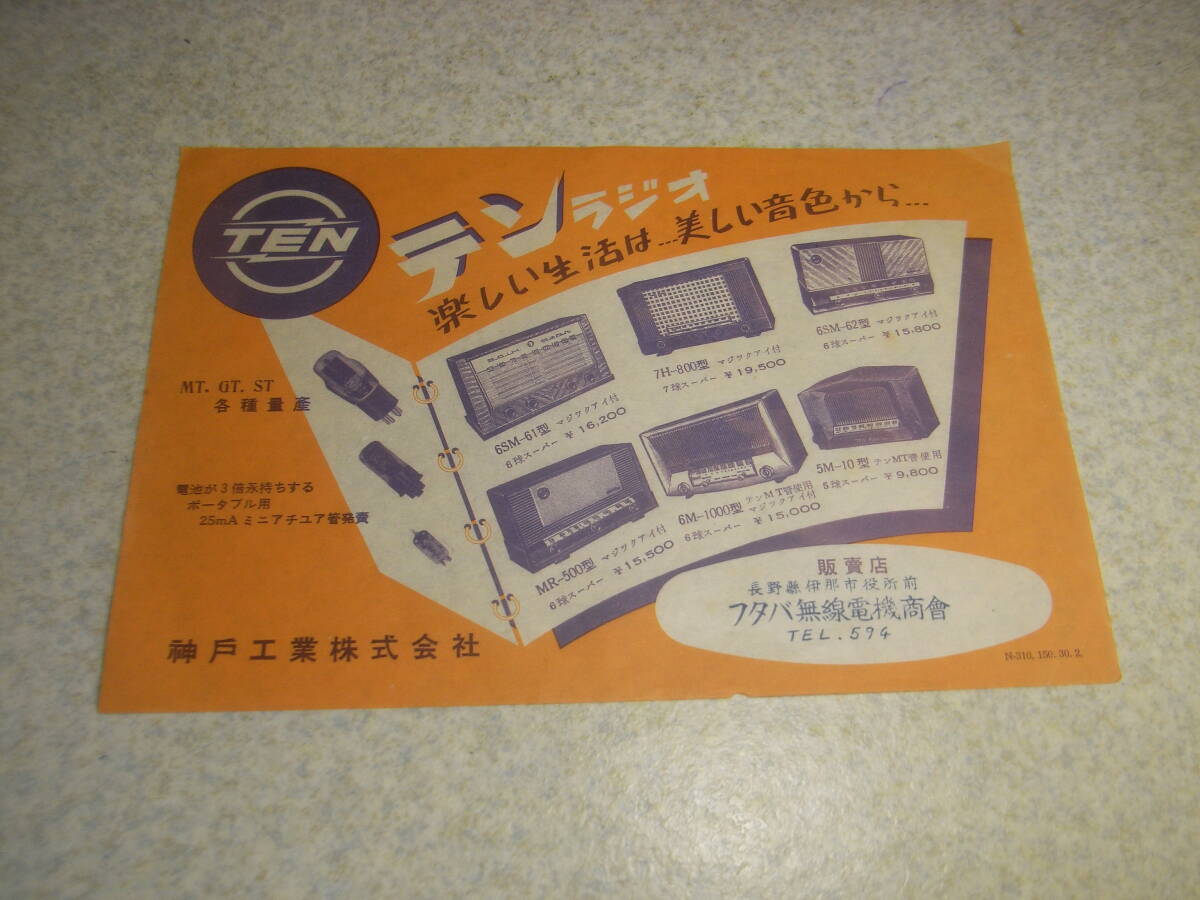 TEN
テンラジオ
楽しい生活は…美しい音色から…
MT. GT. ST
各種量産
電池が3倍永持ちする
ポータブル用
25mA ミニアチユア管発賣
6SM-61型 マジツクアイ付
6球スーパー ￥16,200
7H-800型 マジツクアイ付
7球スーパー ￥19,500
6SM-62型 マジツクアイ付
6球スーパー ￥15,800
MR-500型 マジツクアイ付
6球スーパー ￥15,500
6M-1000型 テンMT管使用 マジツクアイ付
6球スーパー ￥15,000
5M-10型 テンMT管使用
5球スーパー ￥9,800
神戸工業株式会社
販賣店
長野縣伊那市役所前
フタバ無線電機商會
TEL.594
N-310. 150. 30. 2.